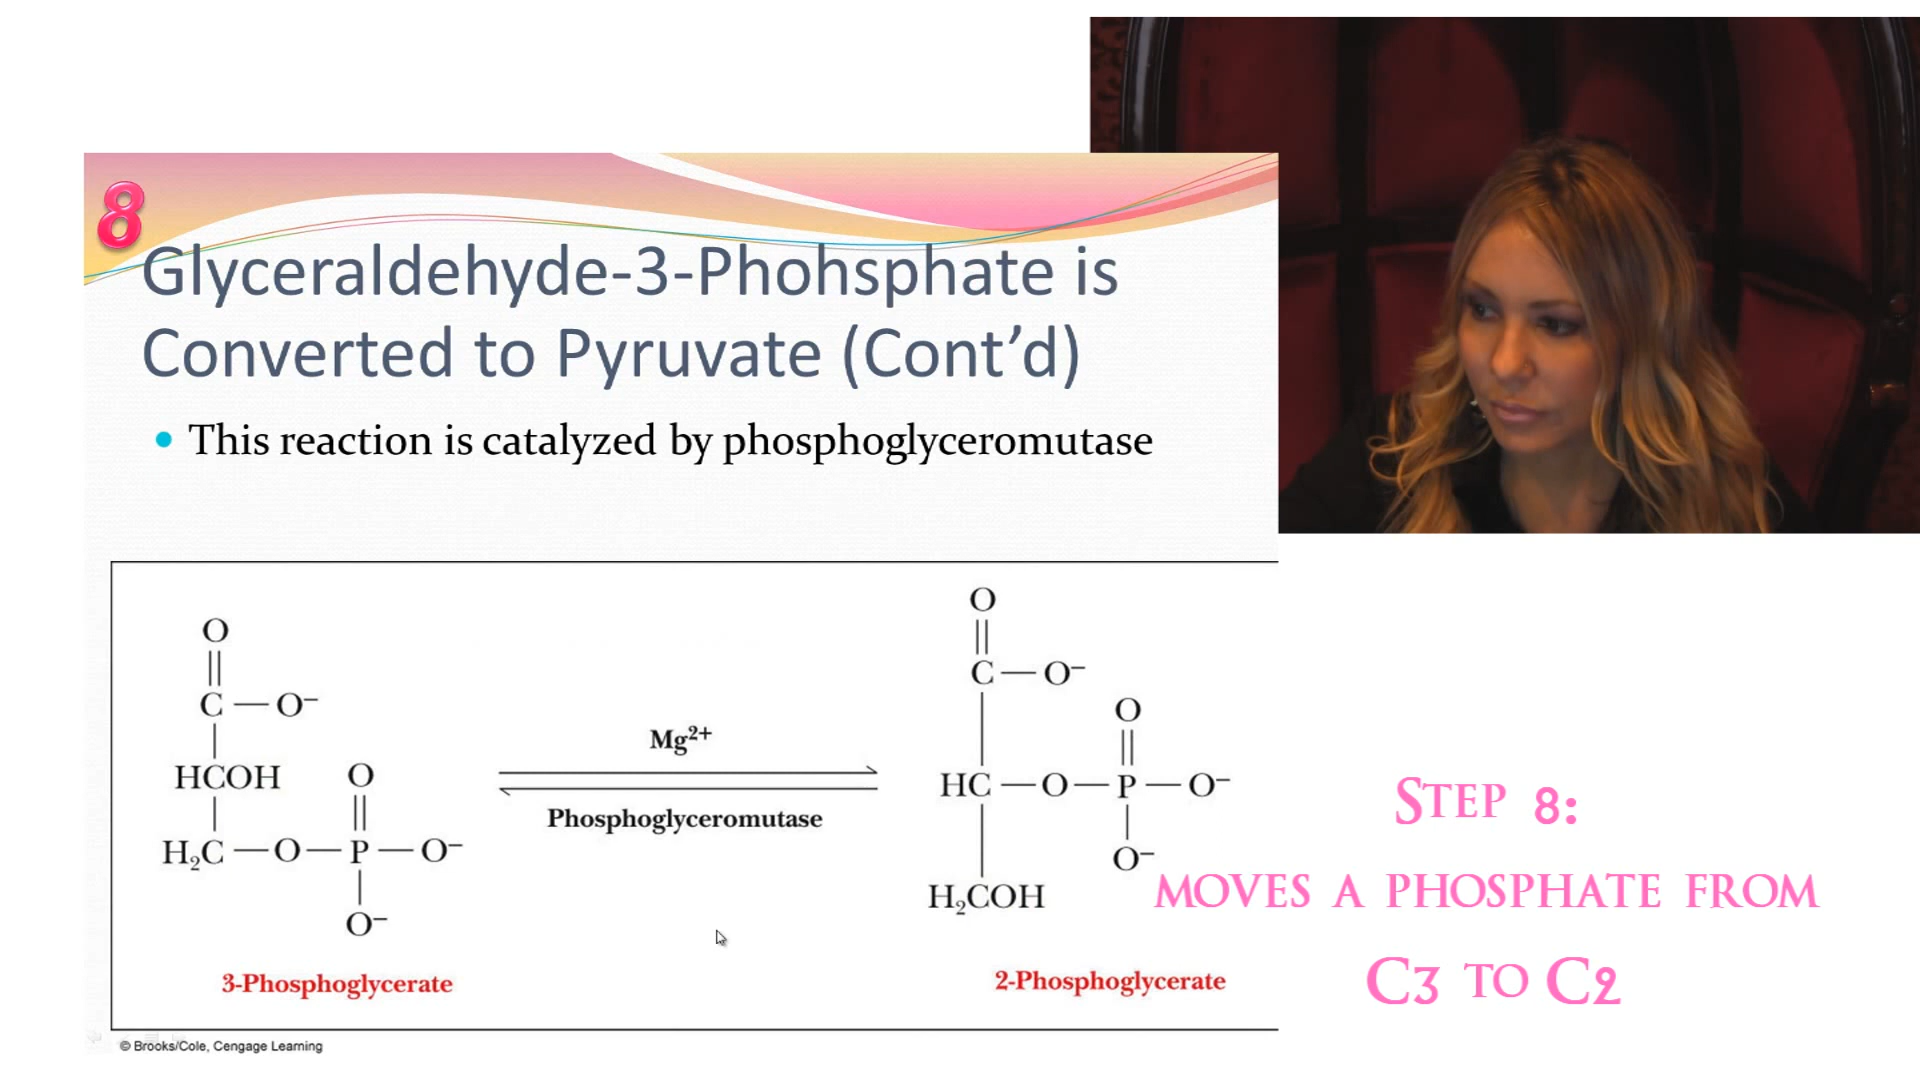 8
Glyceraldehyde-3-Phohsphate is
Converted to Pyruvate (Cont’d)
• This reaction is catalyzed by phosphoglyceromutase
O
||
C — O⁻
|
HCOH
H₂C — O — P — O⁻
O
||
|
O⁻
3-Phosphoglycerate
Mg²⁺
Phosphoglyceromutase
O
||
C — O⁻
|
O
||
HC — O — P — O⁻
|
O⁻
H₂COH
2-Phosphoglycerate
Step 8:
moves a phosphate from
C3 to C2
© Brooks/Cole, Cengage Learning